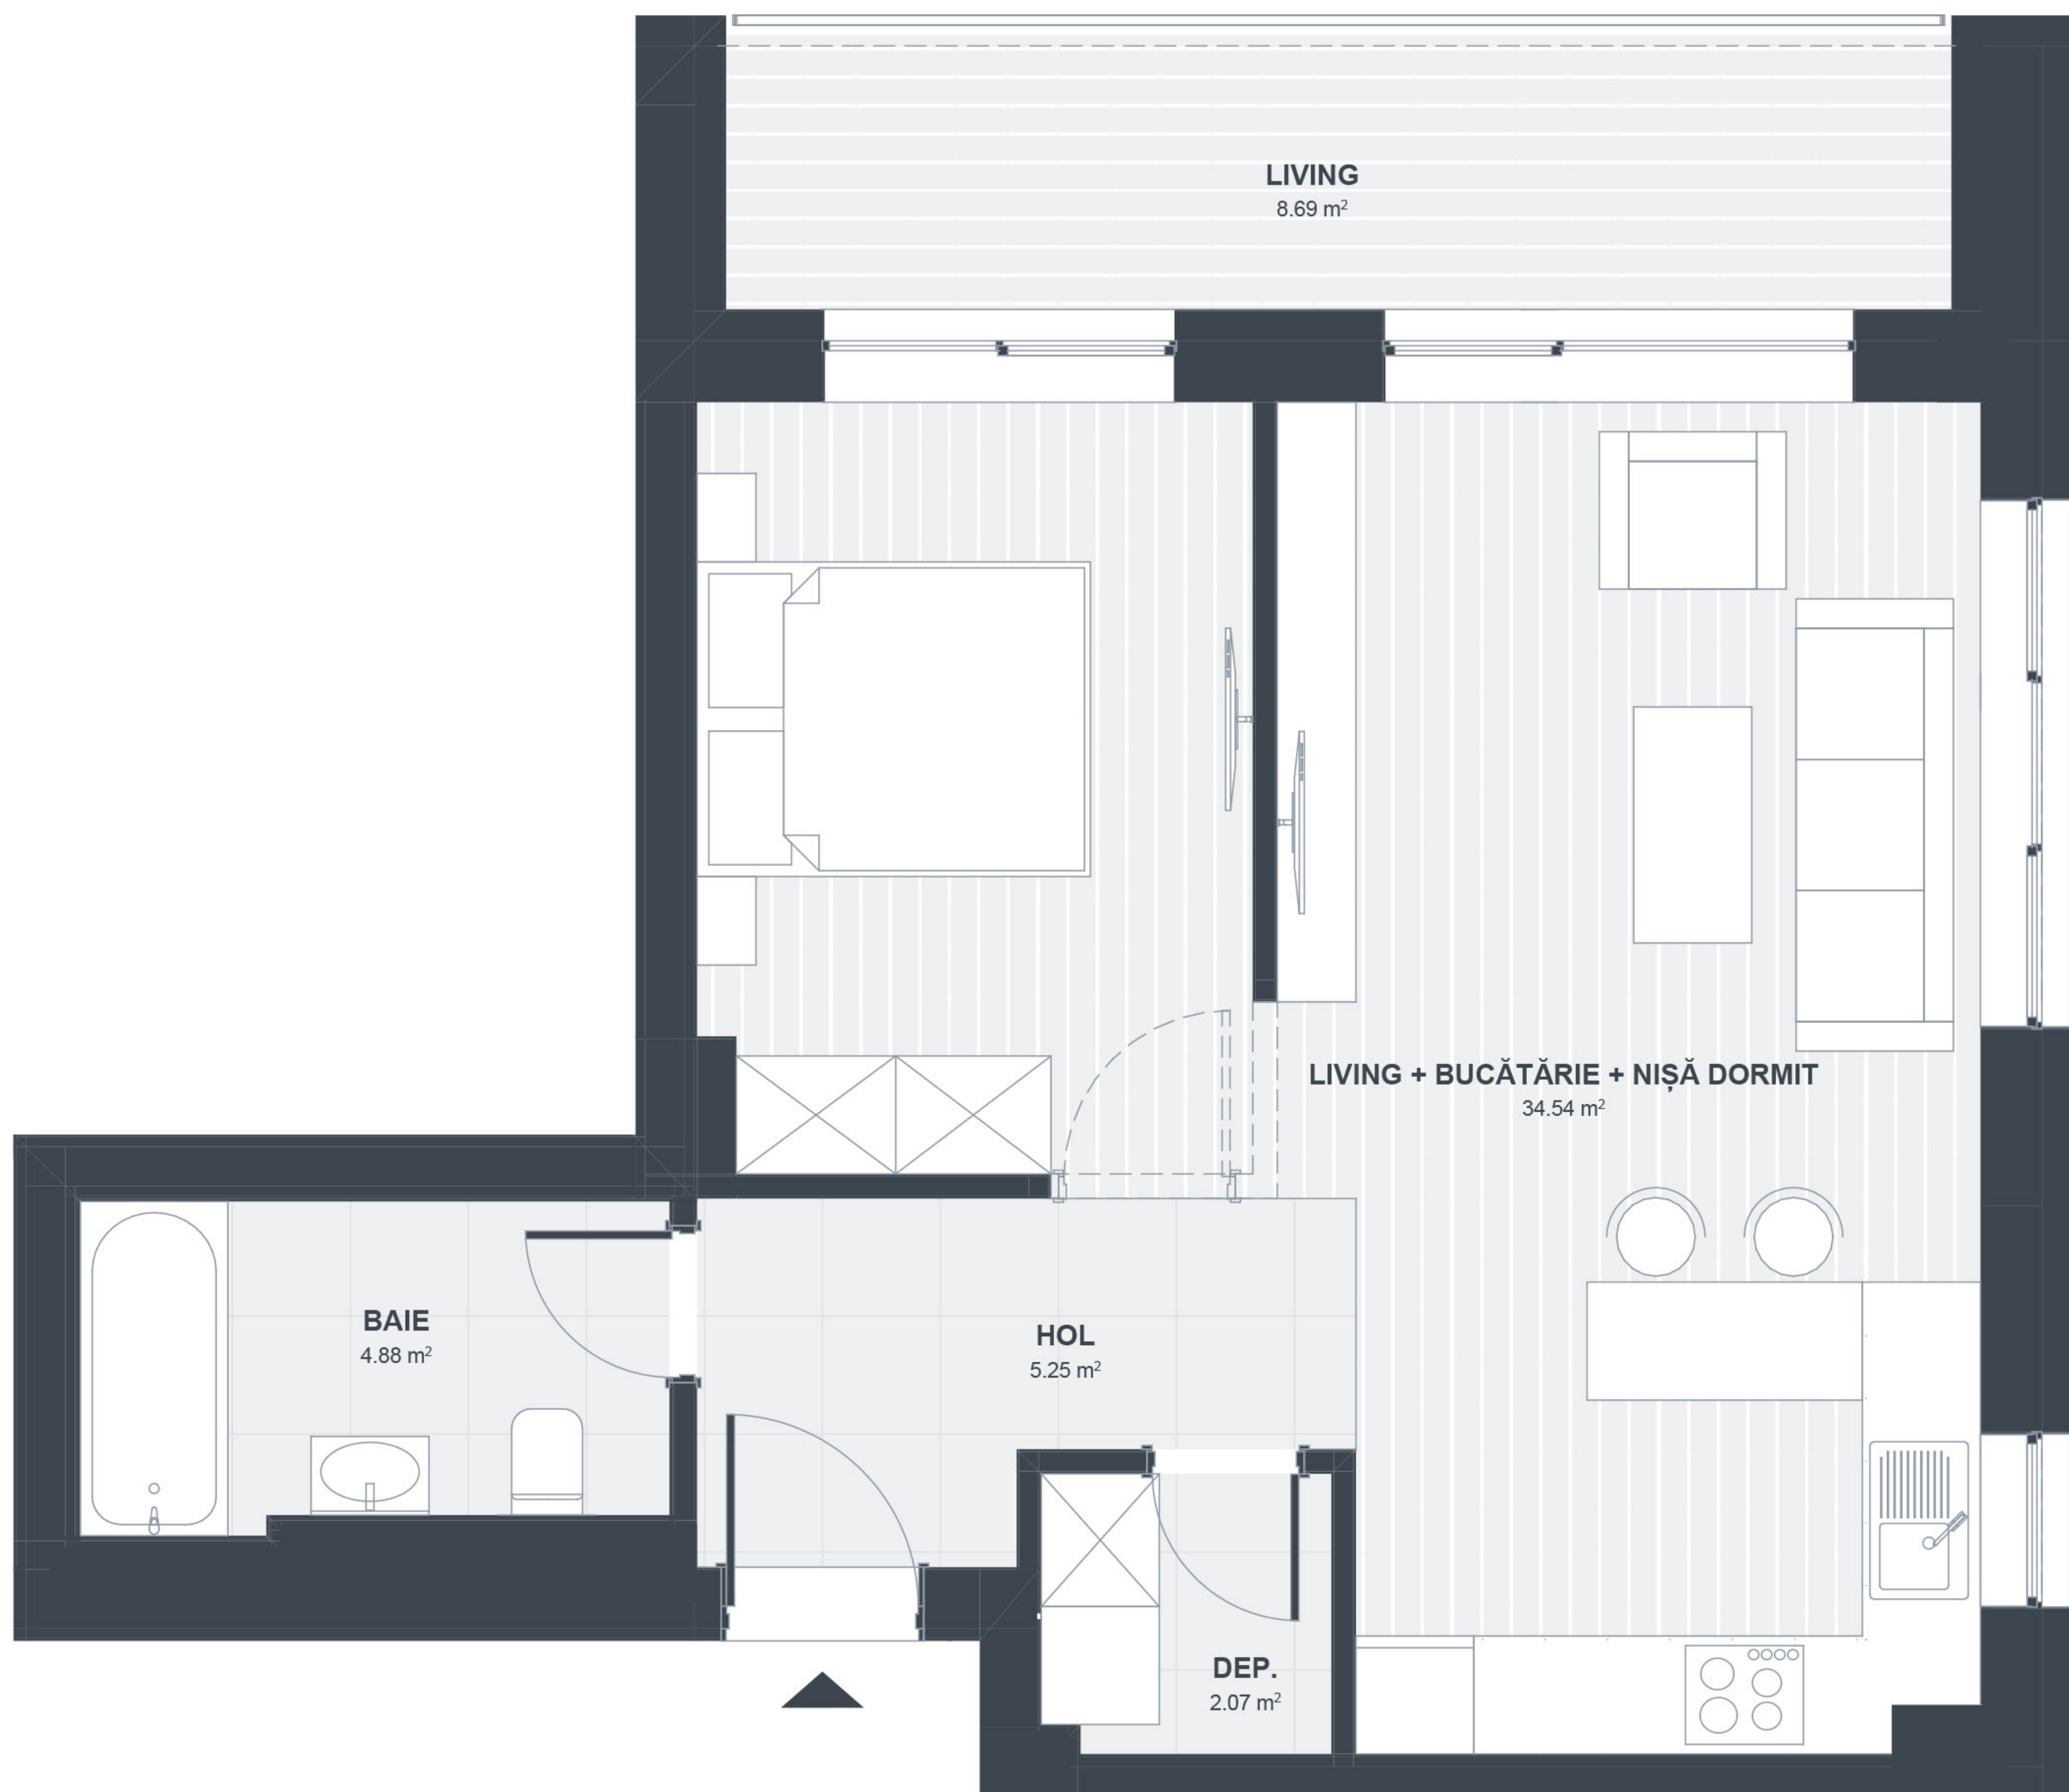 LIVING
8.69 m²
LIVING + BUCĂTĂRIE + NIȘĂ DORMIT
34.54 m²
BAIE
4.88 m²
HOL
5.25 m²
DEP.
2.07 m²